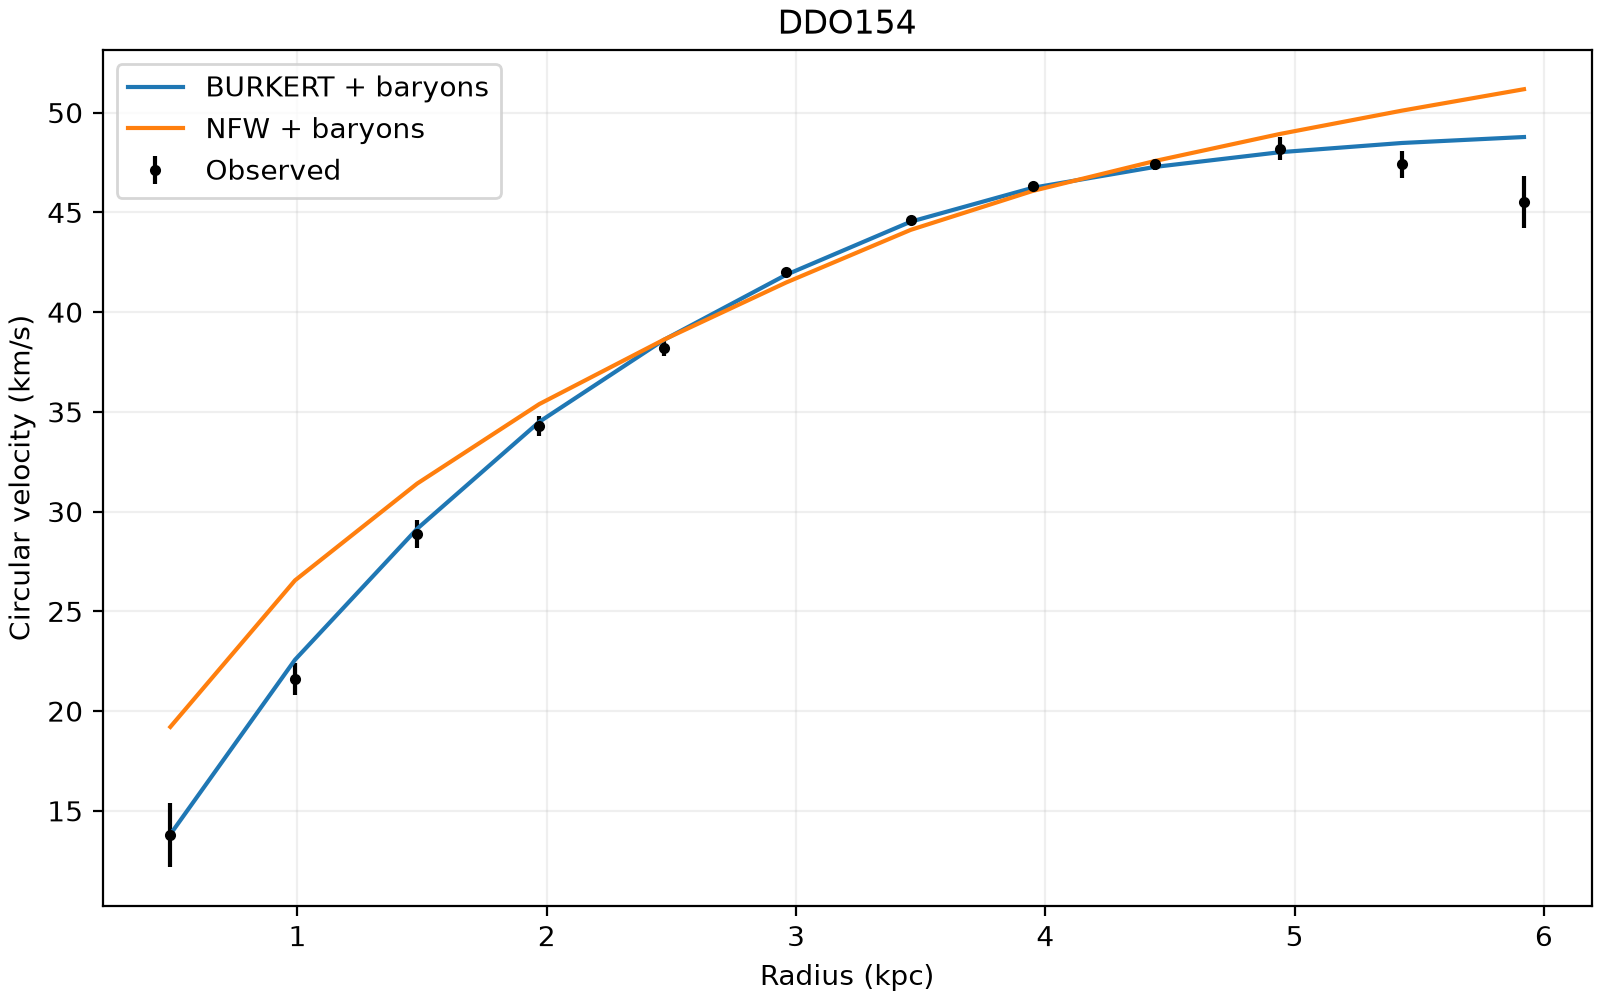 DDO154
BURKERT + baryons
NFW + baryons
Observed
Circular velocity (km/s)
50
45
40
35
30
25
20
15
1 2 3 4 5 6
Radius (kpc)